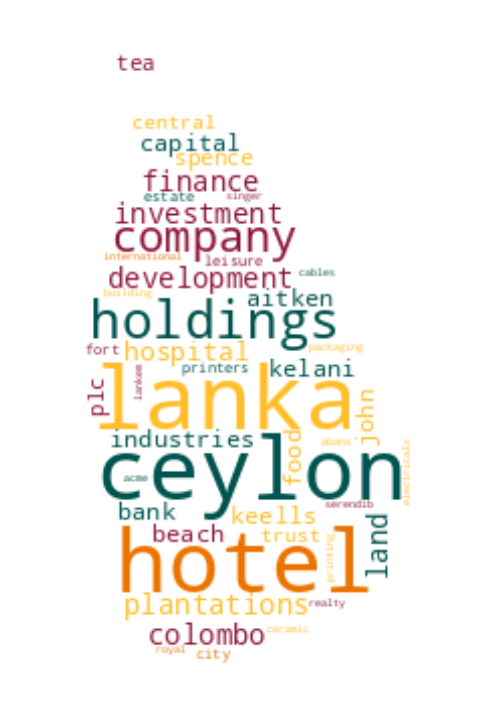 tea
central
capital
spence
finance
estate singer
investment
company
international
leisure
development cables
building
aitken
holdings
fort hospital packaging
printers kelani
lankem
plc
lanka
john
industries
food
abans
electricals
ceylon
acme
serendib
bank
keells
beach trust
land
printing
hotel
plantations realty
colombo ceramic
royal city